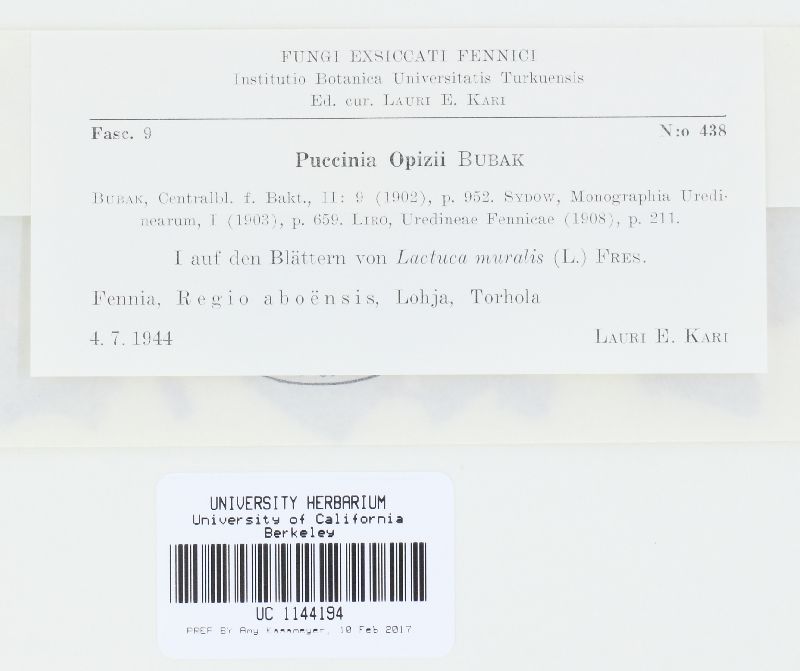 FUNGI EXSICCATI FENNICI
Institutio Botanica Universitatis Turkuensis
Ed. cur. LAURI E. KARI
Fasc. 9 N:o 438
Puccinia Opizii BUBAK
BUBAK, Centralbl. f. Bakt., II: 9 (1902), p. 952. SYDOW, Monographia Uredi-
nearum, I (1903), p. 659. LIRO, Uredineae Fennicae (1908), p. 211.
I auf den Blättern von Lactuca muralis (L.) FRES.
Fennia, Regio aboënsis, Lohja, Torhola
4. 7. 1944 LAURI E. KARI
UNIVERSITY HERBARIUM
University of California
Berkeley
UC 1144194
PREP BY Amy 10 Feb 2017